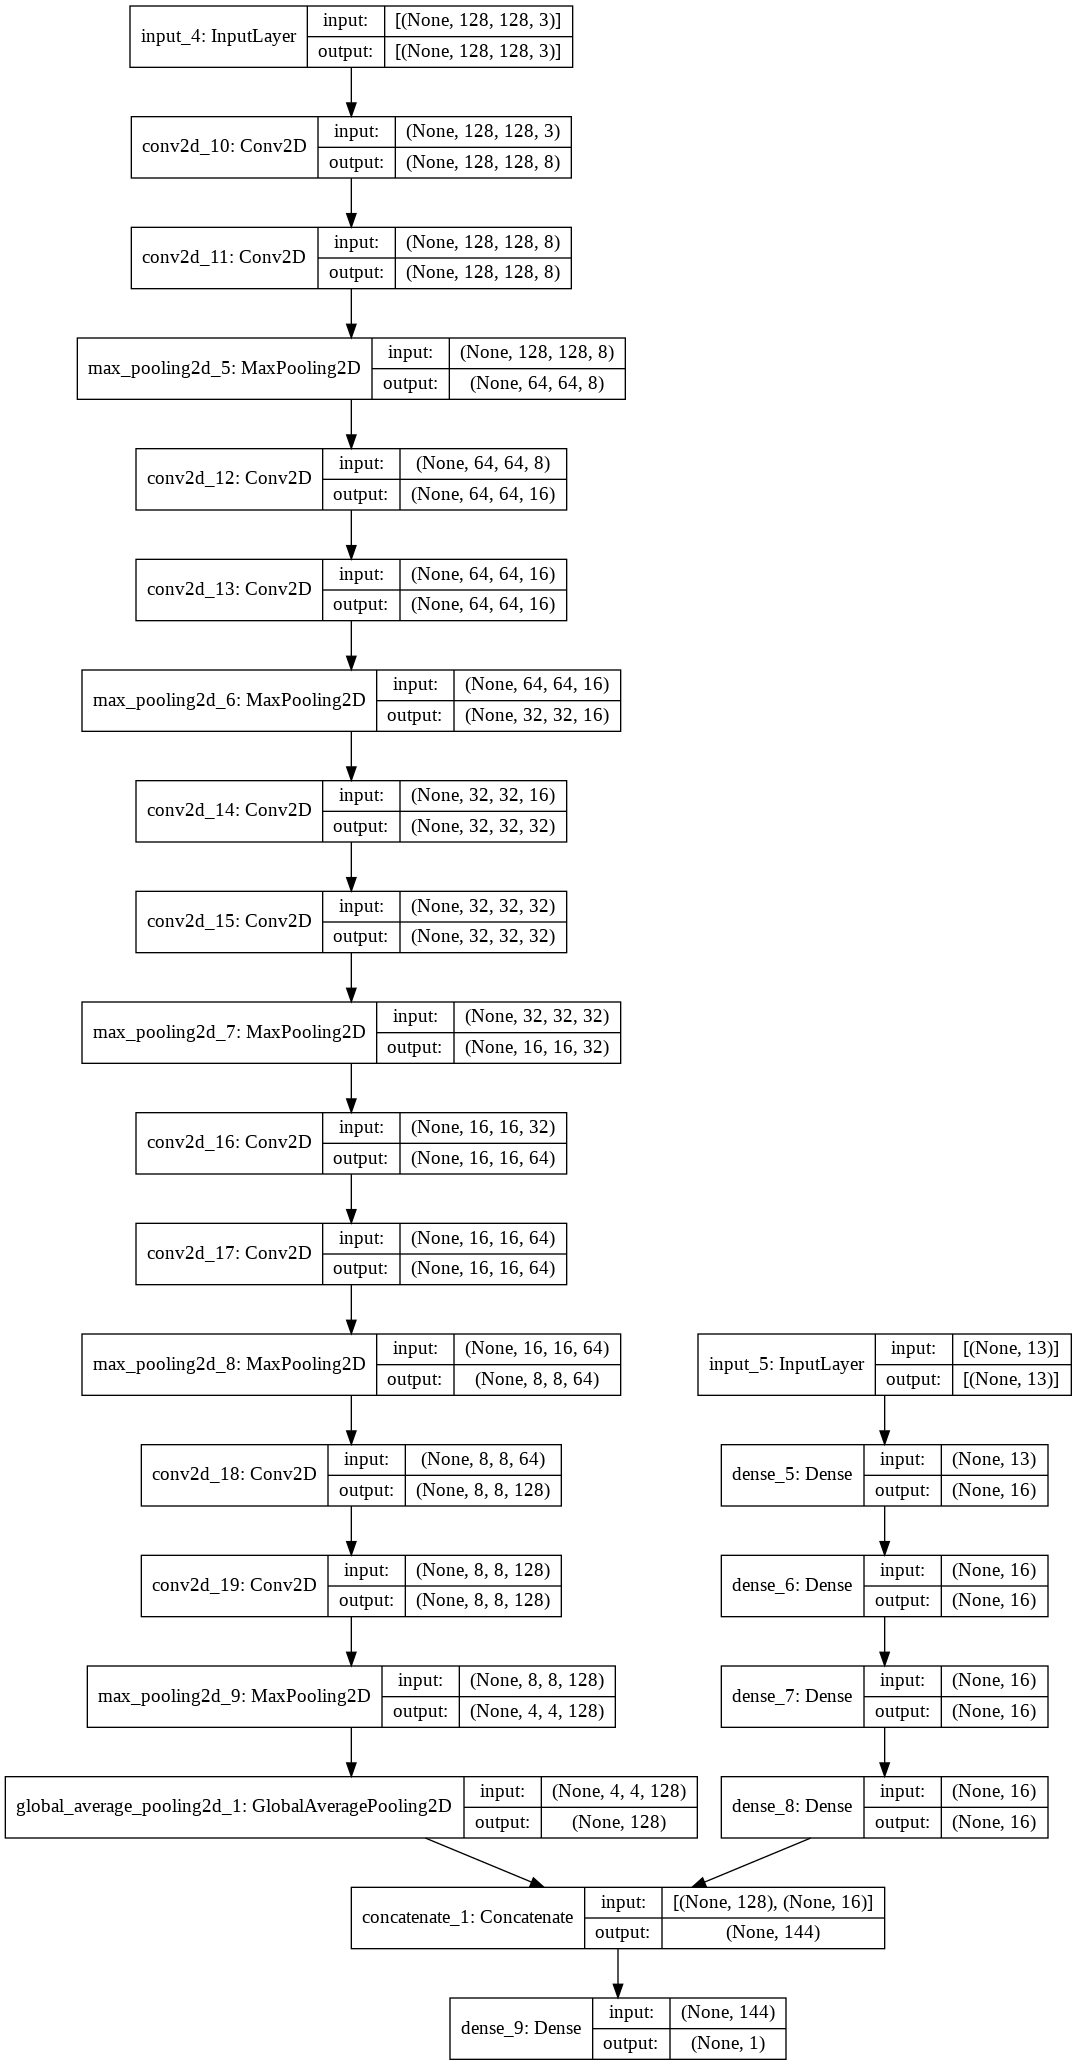 input_4: InputLayer
input: [(None, 128, 128, 3)]
output: [(None, 128, 128, 3)]
conv2d_10: Conv2D
input: (None, 128, 128, 3)
output: (None, 128, 128, 8)
conv2d_11: Conv2D
input: (None, 128, 128, 8)
output: (None, 128, 128, 8)
max_pooling2d_5: MaxPooling2D
input: (None, 128, 128, 8)
output: (None, 64, 64, 8)
conv2d_12: Conv2D
input: (None, 64, 64, 8)
output: (None, 64, 64, 16)
conv2d_13: Conv2D
input: (None, 64, 64, 16)
output: (None, 64, 64, 16)
max_pooling2d_6: MaxPooling2D
input: (None, 64, 64, 16)
output: (None, 32, 32, 16)
conv2d_14: Conv2D
input: (None, 32, 32, 16)
output: (None, 32, 32, 32)
conv2d_15: Conv2D
input: (None, 32, 32, 32)
output: (None, 32, 32, 32)
max_pooling2d_7: MaxPooling2D
input: (None, 32, 32, 32)
output: (None, 16, 16, 32)
conv2d_16: Conv2D
input: (None, 16, 16, 32)
output: (None, 16, 16, 64)
conv2d_17: Conv2D
input: (None, 16, 16, 64)
output: (None, 16, 16, 64)
max_pooling2d_8: MaxPooling2D
input: (None, 16, 16, 64)
output: (None, 8, 8, 64)
input_5: InputLayer
input: [(None, 13)]
output: [(None, 13)]
conv2d_18: Conv2D
input: (None, 8, 8, 64)
output: (None, 8, 8, 128)
dense_5: Dense
input: (None, 13)
output: (None, 16)
conv2d_19: Conv2D
input: (None, 8, 8, 128)
output: (None, 8, 8, 128)
dense_6: Dense
input: (None, 16)
output: (None, 16)
max_pooling2d_9: MaxPooling2D
input: (None, 8, 8, 128)
output: (None, 4, 4, 128)
dense_7: Dense
input: (None, 16)
output: (None, 16)
global_average_pooling2d_1: GlobalAveragePooling2D
input: (None, 4, 4, 128)
output: (None, 128)
dense_8: Dense
input: (None, 16)
output: (None, 16)
concatenate_1: Concatenate
input: [(None, 128), (None, 16)]
output: (None, 144)
dense_9: Dense
input: (None, 144)
output: (None, 1)